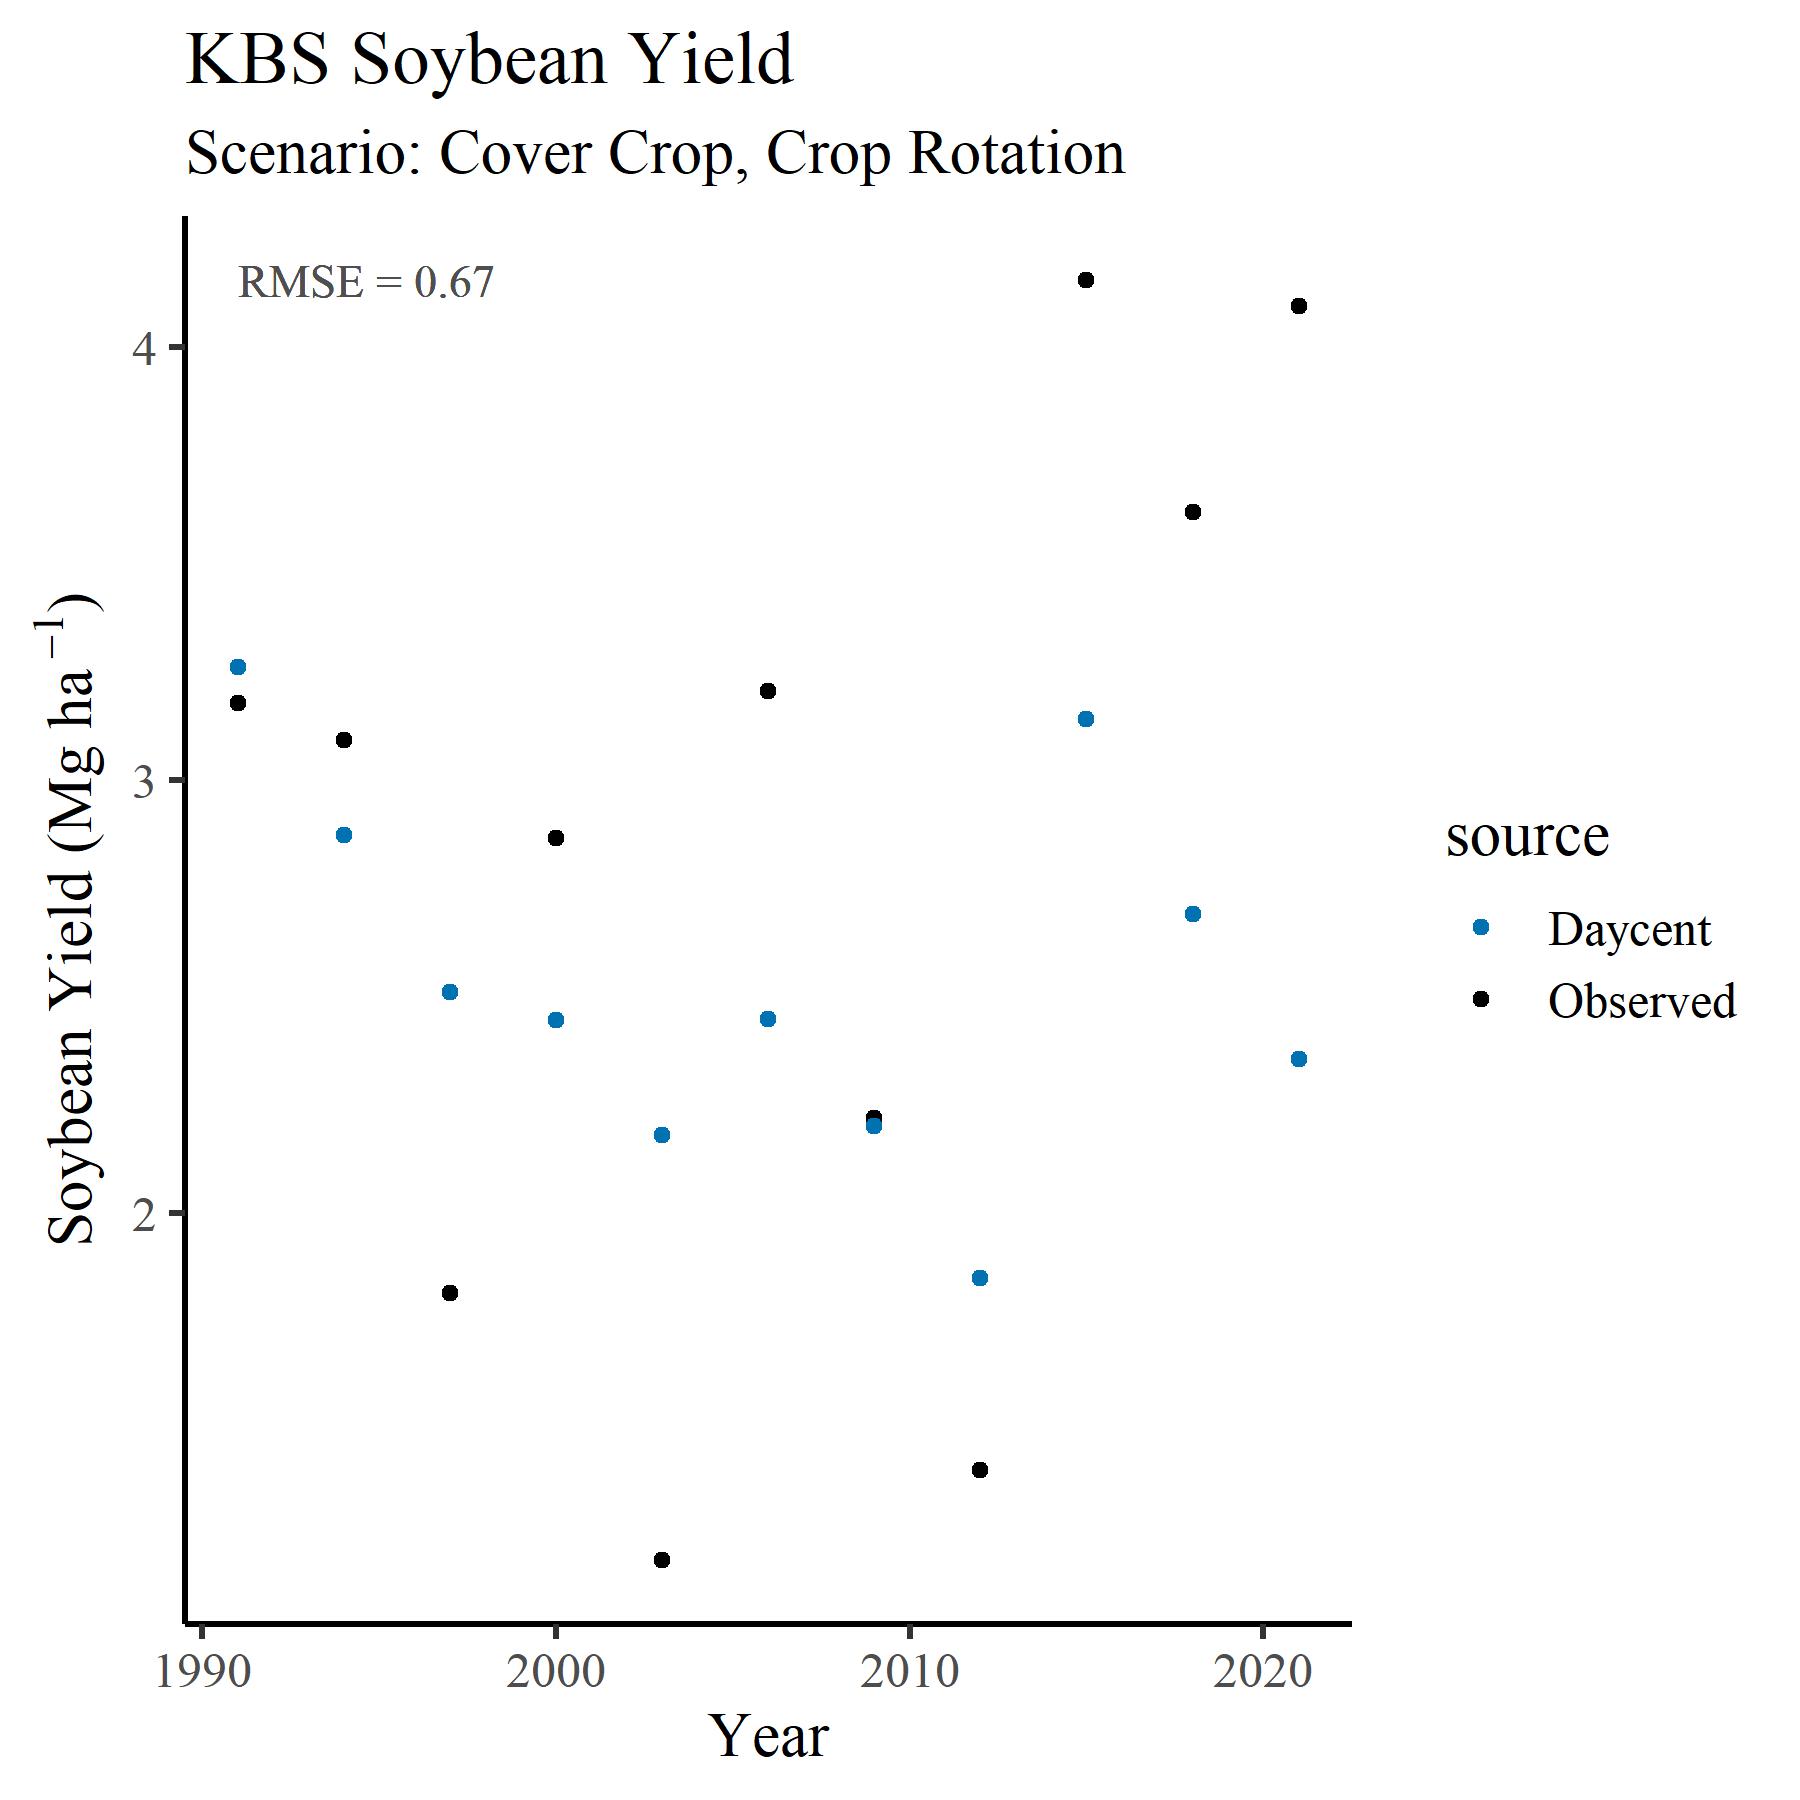 KBS Soybean Yield
Scenario: Cover Crop, Crop Rotation
RMSE = 0.67
4
3
2
Soybean Yield (Mg ha −1)
1990 2000 2010 2020
Year
source
Daycent
Observed